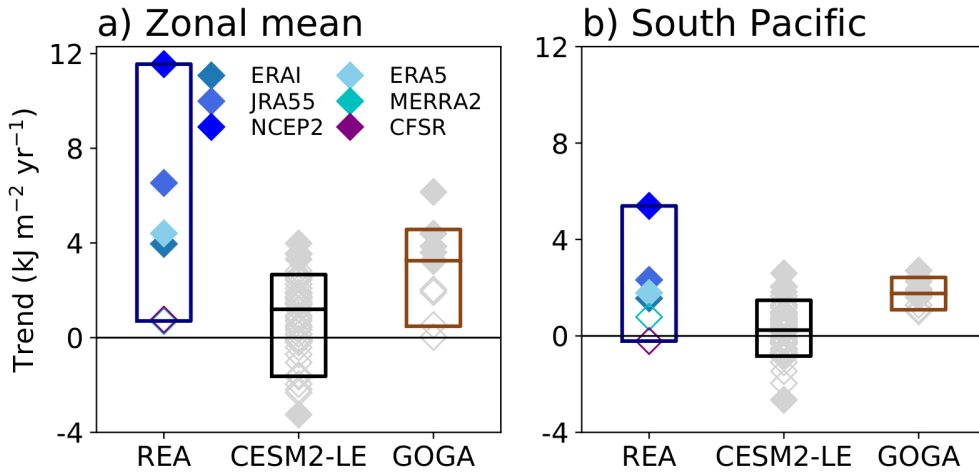 a) Zonal mean
b) South Pacific
Trend (kJ m⁻² yr⁻¹)
12
8
4
0
-4
ERAI
JRA55
NCEP2
ERA5
MERRA2
CFSR
REA
CESM2-LE
GOGA
12
8
4
0
-4
REA
CESM2-LE
GOGA